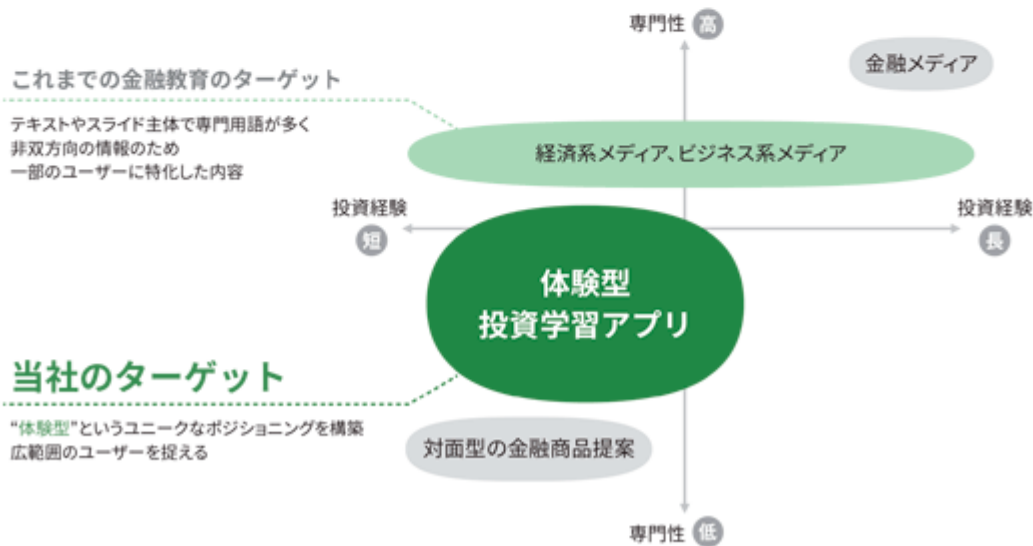 専門性 高
金融メディア
これまでの金融教育のターゲット
テキストやスライド主体で専門用語が多く
非双方向の情報のため
一部のユーザーに特化した内容
経済系メディア、ビジネス系メディア
投資経験
短
投資経験
長
体験型
投資学習アプリ
当社のターゲット
“体験型”というユニークなポジショニングを構築
広範囲のユーザーを捉える
対面型の金融商品提案
専門性 低